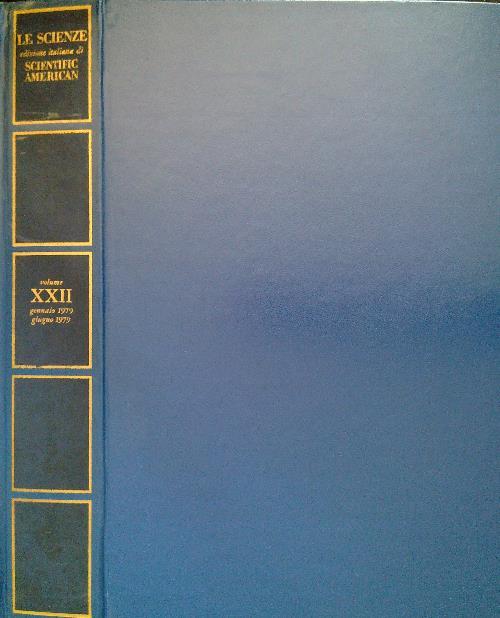 LE SCIENZE
edizione italiana di
SCIENTIFIC
AMERICAN
volume
XXII
gennaio 1979
giugno 1979